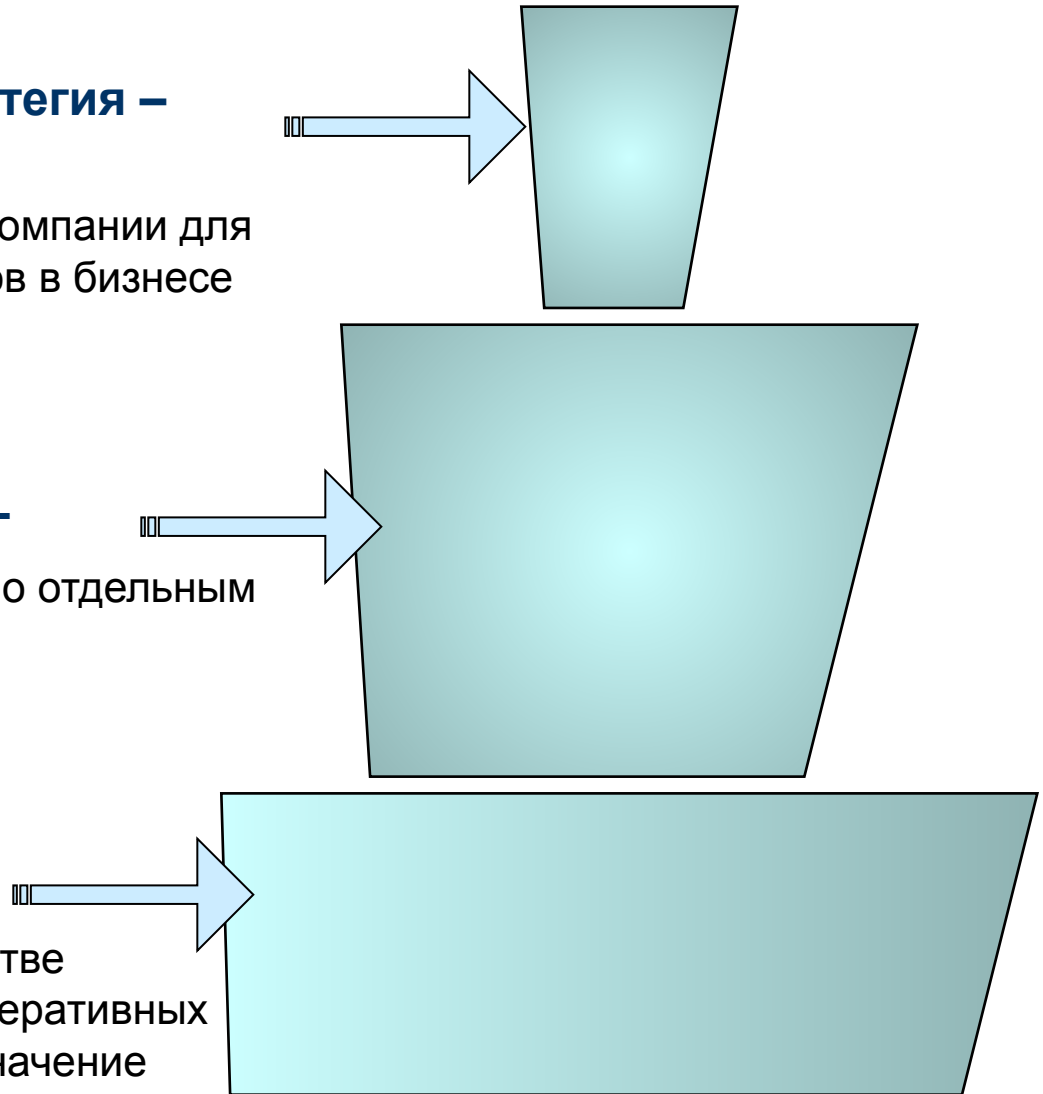 тегия –
омпании для
ов в бизнесе
–
о отдельным
тве
еративных
начение